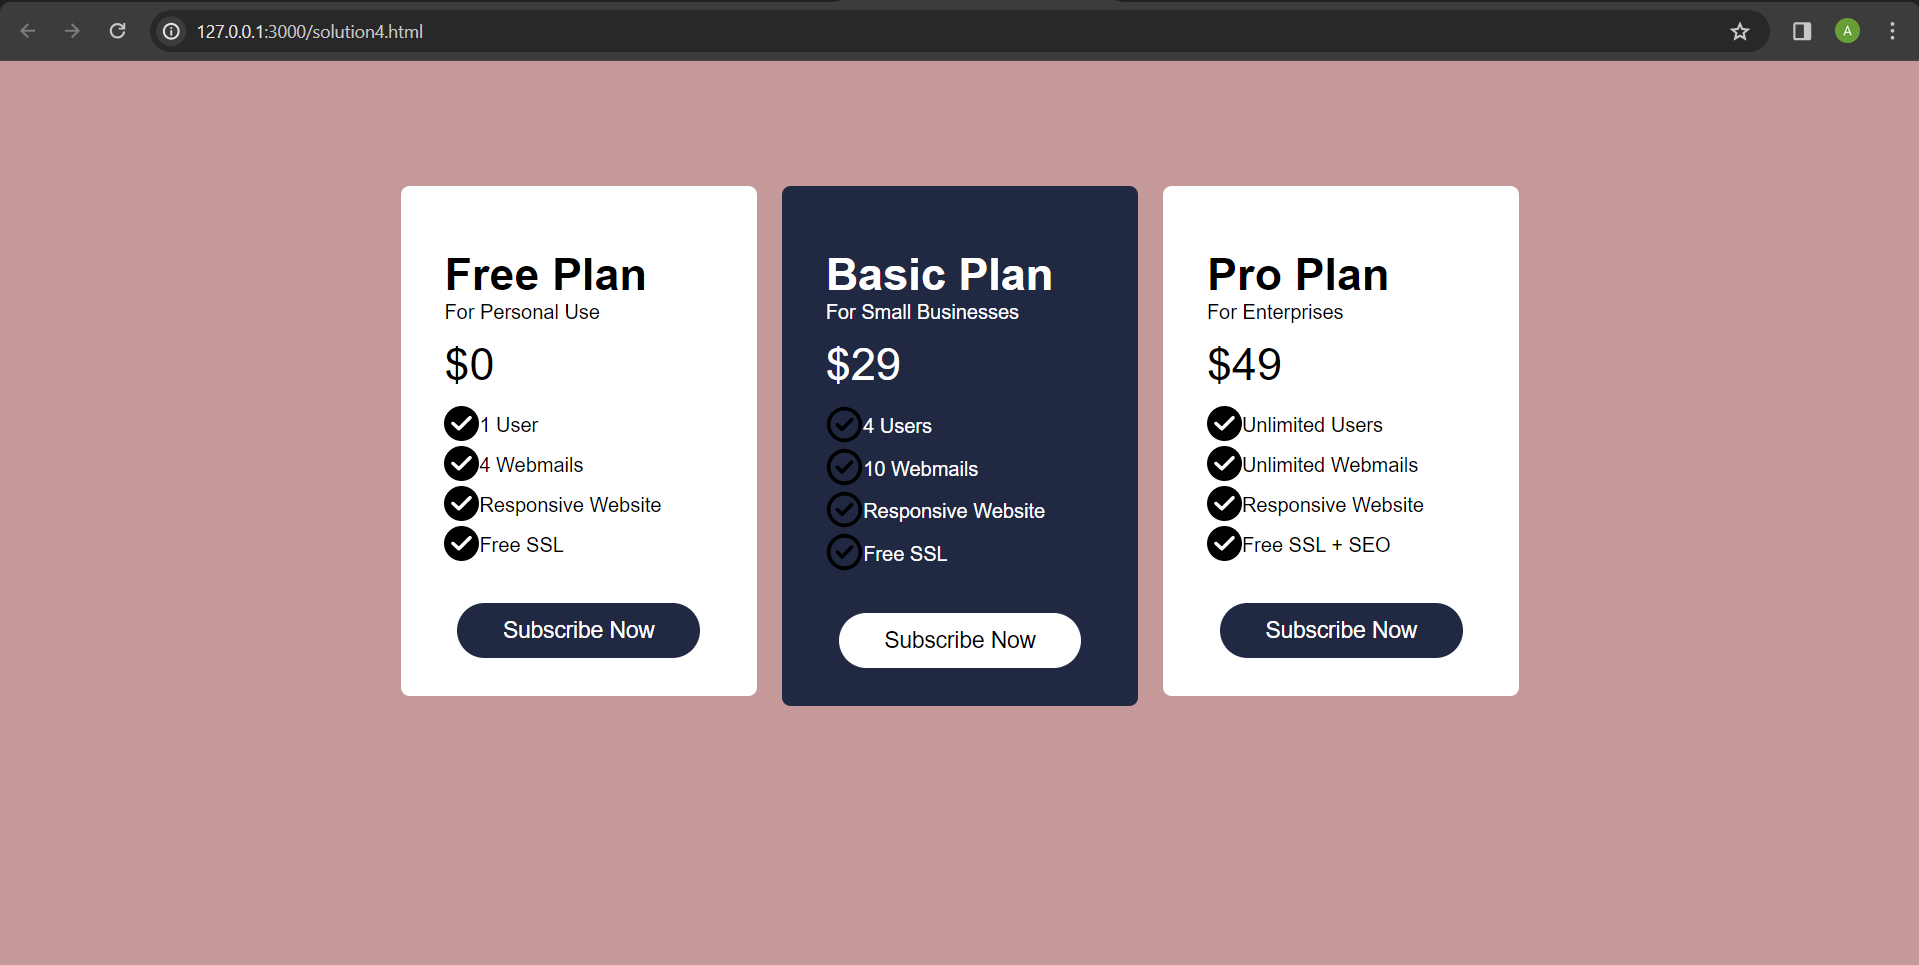 127.0.0.1:3000/solution4.html
A
Free Plan
For Personal Use
$0
1 User
4 Webmails
Responsive Website
Free SSL
Subscribe Now
Basic Plan
For Small Businesses
$29
4 Users
10 Webmails
Responsive Website
Free SSL
Subscribe Now
Pro Plan
For Enterprises
$49
Unlimited Users
Unlimited Webmails
Responsive Website
Free SSL + SEO
Subscribe Now